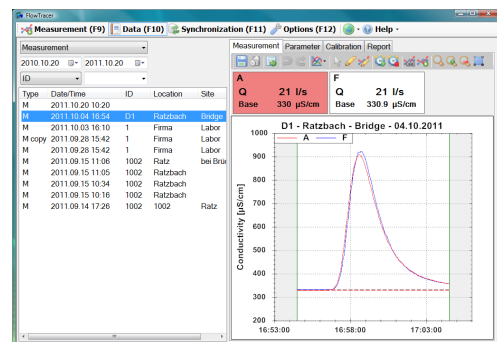 FlowTracer
Measurement (F9) Data (F10) Synchronization (F11) Options (F12) Help
Measurement
2010.10.20 2011.10.20
ID
Type Date/Time ID Location Site
M 2011.10.20 10:20
M 2011.10.04 16:54 D1 Ratzbach Bridge
M 2011.10.03 16:10 1 Firma Labor
M copy 2011.09.28 15:42 1 Firma Labor
M 2011.09.28 15:42 1 Firma Labor
M 2011.09.15 11:06 1002 Ratz bei Brü
M 2011.09.15 11:05 1002 Ratzbach
M 2011.09.15 10:34 1002 Ratzbach
M 2011.09.15 10:16 1002 Ratzbach
M 2011.09.14 17:26 1002 1002 Ratz
Measurement Parameter Calibration Report
A
Q 21 l/s
Base 330 µS/cm
F
Q 21 l/s
Base 330.9 µS/cm
D1 - Ratzbach - Bridge - 04.10.2011
A F
Conductivity [µS/cm]
1000
900
800
700
600
500
400
300
200
16:53:00 16:58:00 17:03:00